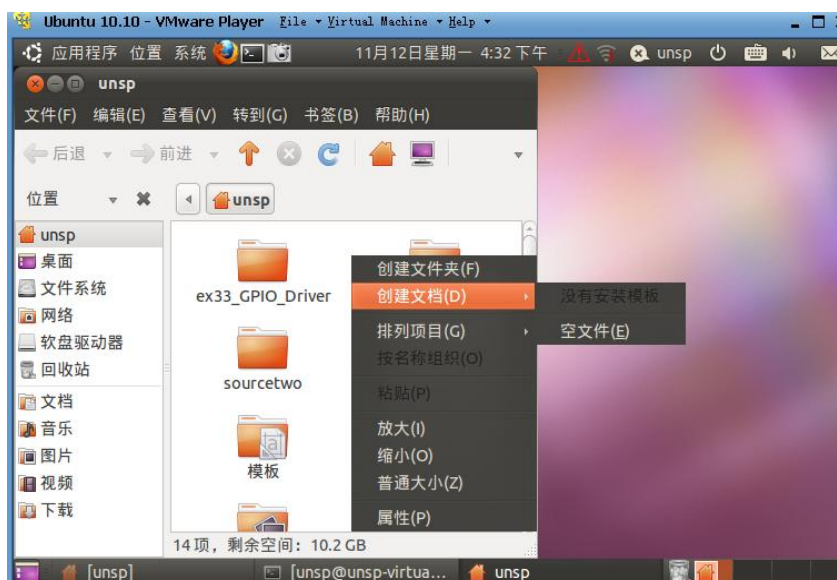 Ubuntu 10.10 - VMware Player File Virtual Machine Help
应用程序 位置 系统 11月12日星期一 4:32 下午 unsp
unsp
文件(F) 编辑(E) 查看(V) 转到(G) 书签(B) 帮助(H)
后退 前进
位置 unsp
unsp
桌面
文件系统
网络
软盘驱动器
回收站
文档
音乐
图片
视频
下载
ex33_GPIO_Driver
sourcetwo
模板
创建文件夹(F)
创建文档(D)
排列项目(G)
按名称组织(O)
粘贴(P)
放大(I)
缩小(O)
普通大小(Z)
属性(P)
没有安装模板
空文件(E)
14项，剩余空间：10.2 GB
[unsp] [unsp@unsp-virtua... unsp